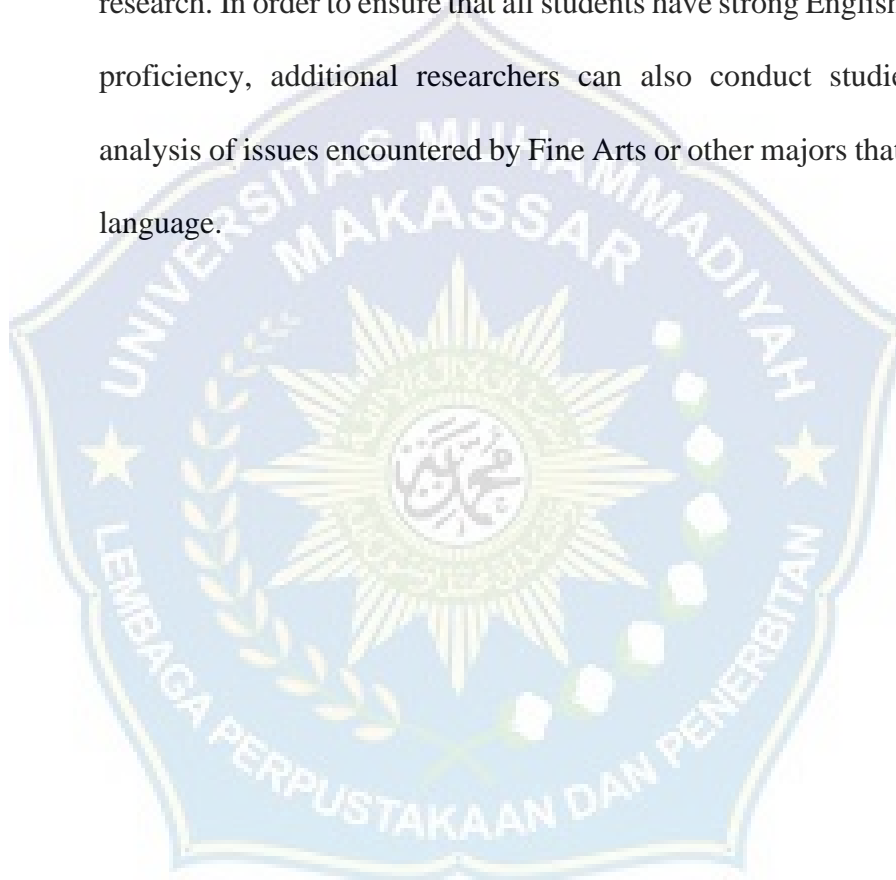 research. In order to ensure that all students have strong English
proficiency, additional researchers can also conduct studie
analysis of issues encountered by Fine Arts or other majors that
language.
UNIVERSITAS MUHAMMADIYAH
MAKASSAR
LEMBAGA PERPUSTAKAAN DAN PENERBITAN